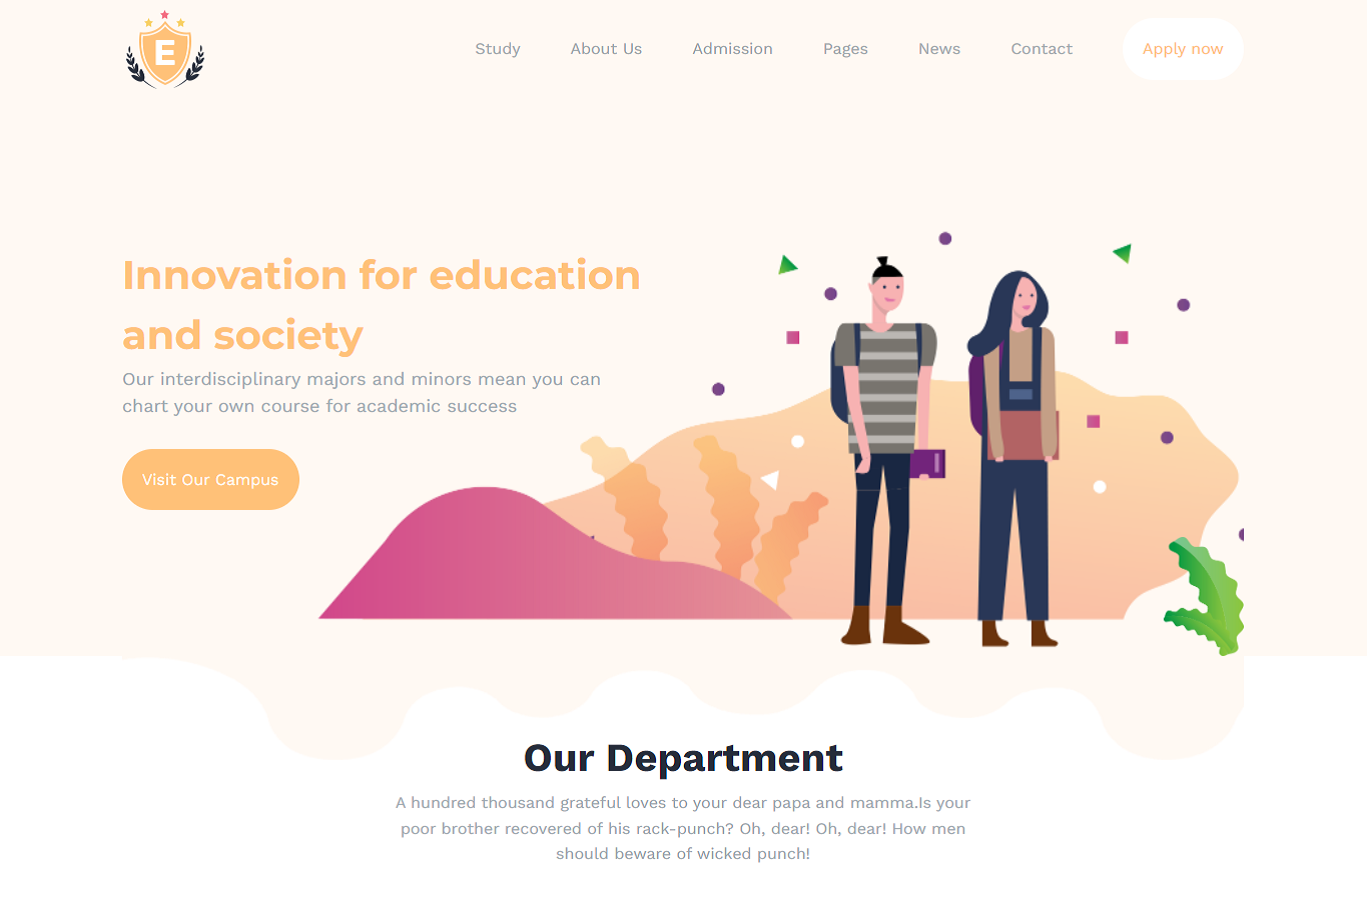 E
Study
About Us
Admission
Pages
News
Contact
Apply now
Innovation for education
and society
Our interdisciplinary majors and minors mean you can
chart your own course for academic success
Visit Our Campus
Our Department
A hundred thousand grateful loves to your dear papa and mamma.Is your
poor brother recovered of his rack-punch? Oh, dear! Oh, dear! How men
should beware of wicked punch!